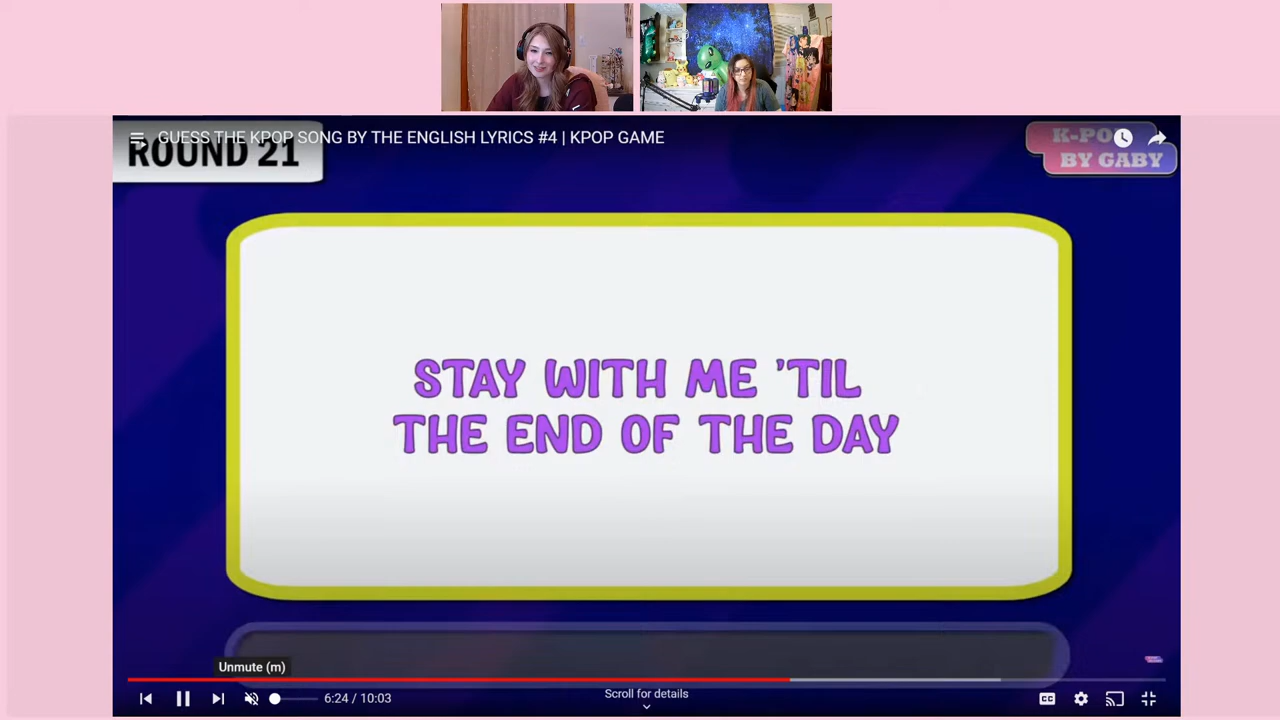 GUESS THE KPOP SONG BY THE ENGLISH LYRICS #4 | KPOP GAME
ROUND 21
K-PO
BY GABY
STAY WITH ME 'TIL
THE END OF THE DAY
Unmute (m)
6:24 / 10:03
Scroll for details
CC